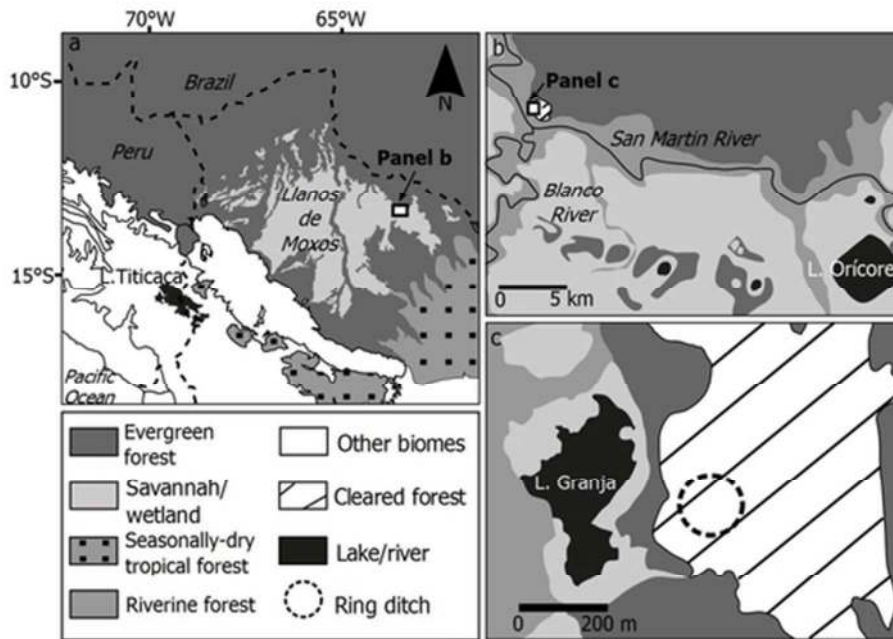 70°W
65°W
10°S
15°S
a
Brazil
N
Peru
Panel b
Llanos
de
Moxos
L. Titicaca
Pacific
Ocean
b
Panel c
San Martín River
Blanco
River
L. Orícore
0 5 km
c
L. Granja
0 200 m
Evergreen
forest
Savannah/
wetland
Seasonally-dry
tropical forest
Riverine forest
Other biomes
Cleared forest
Lake/river
Ring ditch